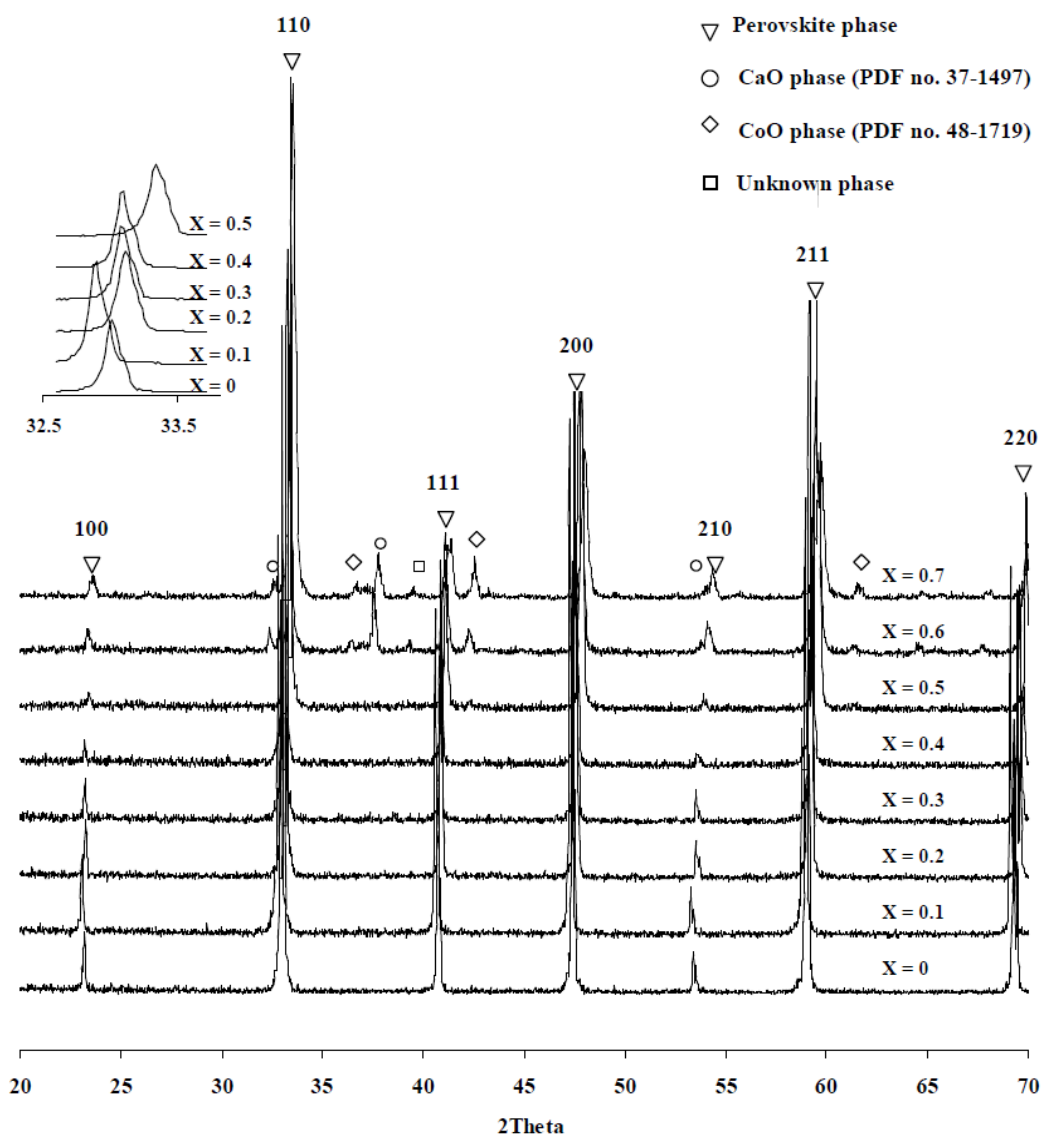 110
Perovskite phase
CaO phase (PDF no. 37-1497)
CoO phase (PDF no. 48-1719)
Unknown phase
X = 0.5
X = 0.4
X = 0.3
X = 0.2
X = 0.1
X = 0
32.5 33.5
211
200
220
111
100
210
X = 0.7
X = 0.6
X = 0.5
X = 0.4
X = 0.3
X = 0.2
X = 0.1
X = 0
20 25 30 35 40 45 50 55 60 65 70
2Theta